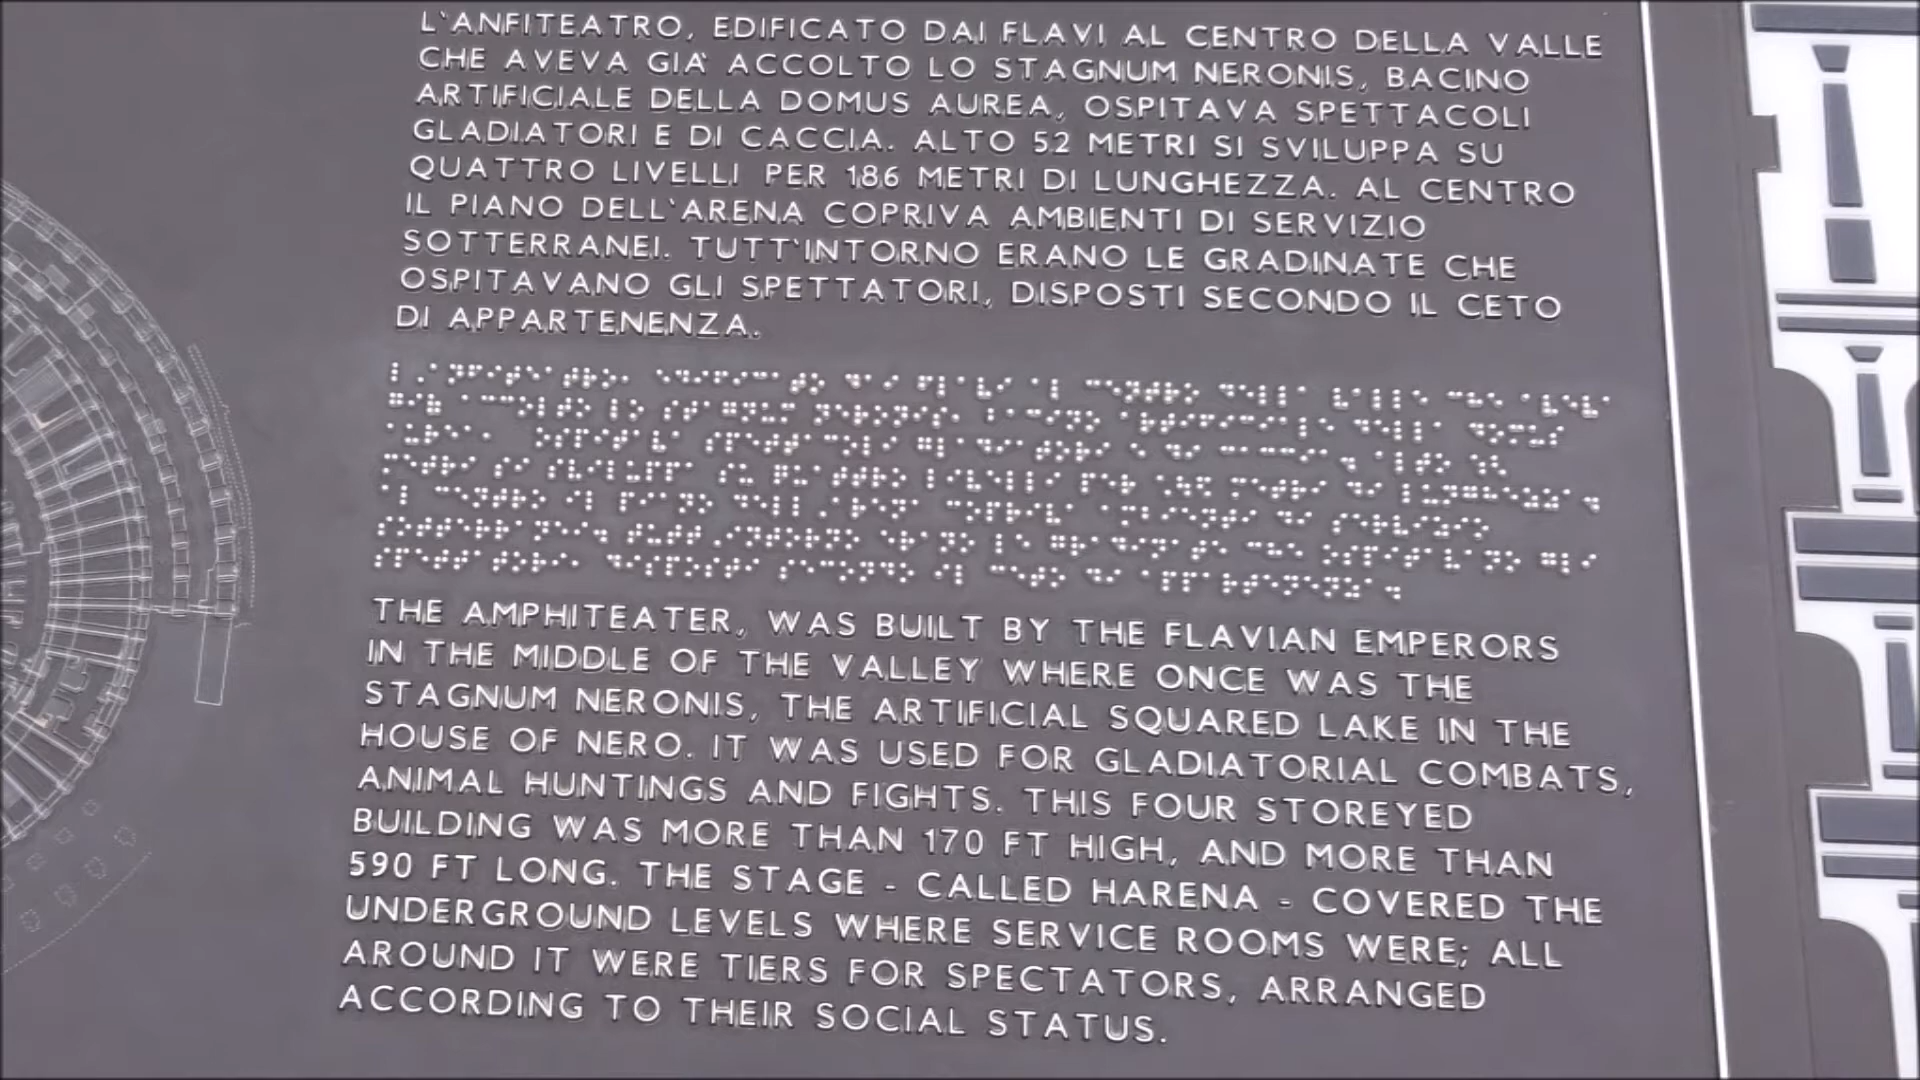 L'ANFITEATRO, EDIFICATO DAI FLAVI AL CENTRO DELLA VALLE
CHE AVEVA GIÀ ACCOLTO LO STAGNUM NERONIS, BACINO
ARTIFICIALE DELLA DOMUS AUREA, OSPITAVA SPETTACOLI
GLADIATORI E DI CACCIA. ALTO 52 METRI SI SVILUPPA SU
QUATTRO LIVELLI PER 186 METRI DI LUNGHEZZA. AL CENTRO
IL PIANO DELL'ARENA COPRIVA AMBIENTI DI SERVIZIO
SOTTERRANEI. TUTT'INTORNO ERANO LE GRADINATE CHE
OSPITAVANO GLI SPETTATORI, DISPOSTI SECONDO IL CETO
DI APPARTENENZA.
THE AMPHITEATER, WAS BUILT BY THE FLAVIAN EMPERORS
IN THE MIDDLE OF THE VALLEY WHERE ONCE WAS THE
STAGNUM NERONIS, THE ARTIFICIAL SQUARED LAKE IN THE
HOUSE OF NERO. IT WAS USED FOR GLADIATORIAL COMBATS,
ANIMAL HUNTINGS AND FIGHTS. THIS FOUR STOREYED
BUILDING WAS MORE THAN 170 FT HIGH, AND MORE THAN
590 FT LONG. THE STAGE - CALLED HARENA - COVERED THE
UNDERGROUND LEVELS WHERE SERVICE ROOMS WERE; ALL
AROUND IT WERE TIERS FOR SPECTATORS, ARRANGED
ACCORDING TO THEIR SOCIAL STATUS.